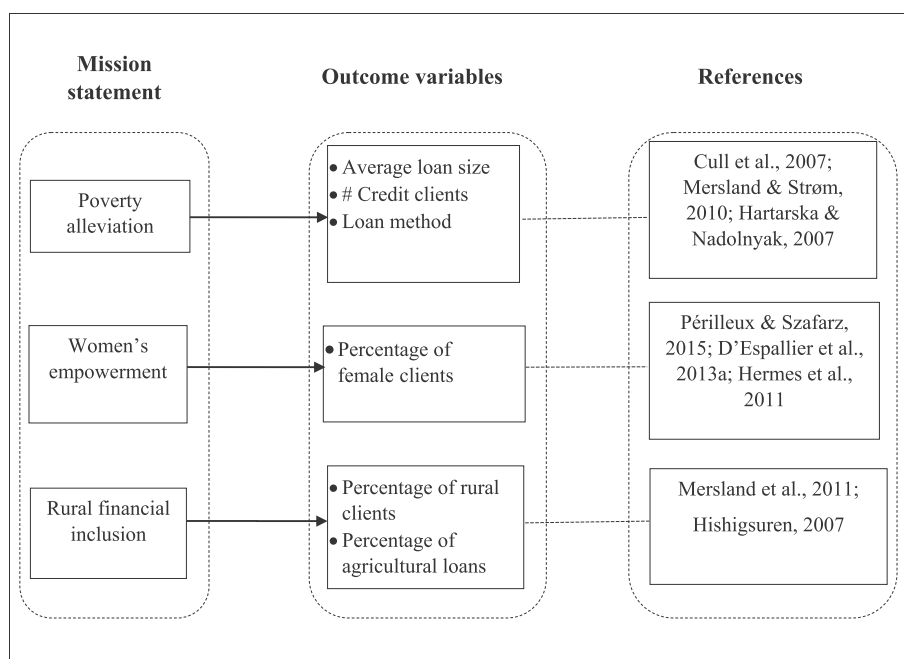 Mission
statement
Outcome variables
References
Poverty
alleviation
• Average loan size
• # Credit clients
• Loan method
Cull et al., 2007;
Mersland & Strøm,
2010; Hartarska &
Nadolnyak, 2007
Women’s
empowerment
• Percentage of
female clients
Périlleux & Szafarz,
2015; D’Espallier et al.,
2013a; Hermes et al.,
2011
Rural financial
inclusion
• Percentage of rural
clients
• Percentage of
agricultural loans
Mersland et al., 2011;
Hishigsuren, 2007